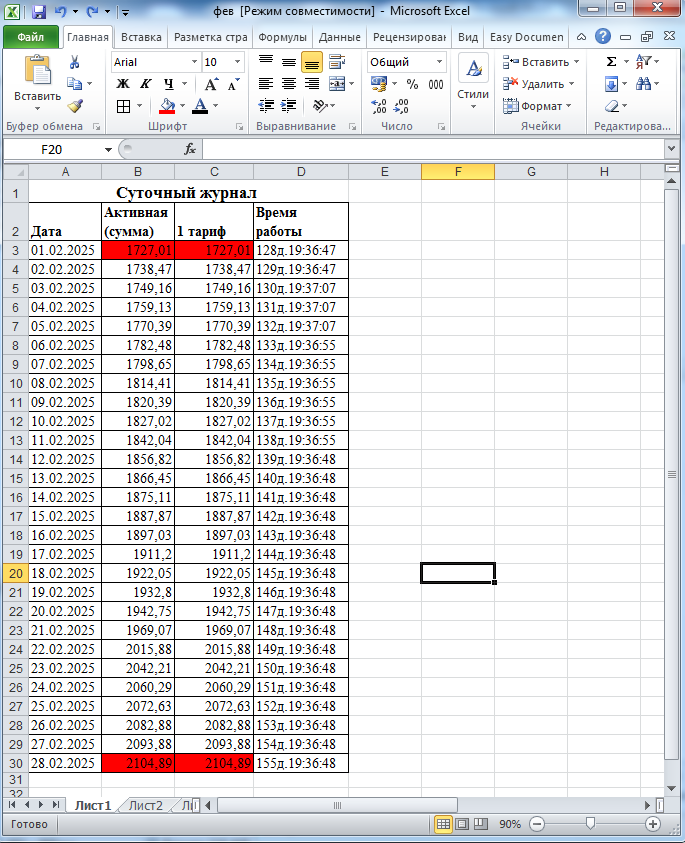 фев [Режим совместимости] - Microsoft Excel
Файл Главная Вставка Разметка стра Формулы Данные Рецензирован Вид Easy Documen
Вставить
Буфер обмена
Arial 10
Ж К Ч
Шрифт
Выравнивание
Общий
% 000
Число
Стили
Вставить
Удалить
Формат
Ячейки
Редактирова...
F20 fx
A B C D E F G H
1 Суточный журнал
2 Дата Активная (сумма) 1 тариф Время работы
3 01.02.2025 1727,01 1727,01 128д.19:36:47
4 02.02.2025 1738,47 1738,47 129д.19:36:47
5 03.02.2025 1749,16 1749,16 130д.19:37:07
6 04.02.2025 1759,13 1759,13 131д.19:37:07
7 05.02.2025 1770,39 1770,39 132д.19:37:07
8 06.02.2025 1782,48 1782,48 133д.19:36:55
9 07.02.2025 1798,65 1798,65 134д.19:36:55
10 08.02.2025 1814,41 1814,41 135д.19:36:55
11 09.02.2025 1820,39 1820,39 136д.19:36:55
12 10.02.2025 1827,02 1827,02 137д.19:36:55
13 11.02.2025 1842,04 1842,04 138д.19:36:55
14 12.02.2025 1856,82 1856,82 139д.19:36:48
15 13.02.2025 1866,45 1866,45 140д.19:36:48
16 14.02.2025 1875,11 1875,11 141д.19:36:48
17 15.02.2025 1887,87 1887,87 142д.19:36:48
18 16.02.2025 1897,03 1897,03 143д.19:36:48
19 17.02.2025 1911,2 1911,2 144д.19:36:48
20 18.02.2025 1922,05 1922,05 145д.19:36:48
21 19.02.2025 1932,8 1932,8 146д.19:36:48
22 20.02.2025 1942,75 1942,75 147д.19:36:48
23 21.02.2025 1969,07 1969,07 148д.19:36:48
24 22.02.2025 2015,88 2015,88 149д.19:36:48
25 23.02.2025 2042,21 2042,21 150д.19:36:48
26 24.02.2025 2060,29 2060,29 151д.19:36:48
27 25.02.2025 2072,63 2072,63 152д.19:36:48
28 26.02.2025 2082,88 2082,88 153д.19:36:48
29 27.02.2025 2093,88 2093,88 154д.19:36:48
30 28.02.2025 2104,89 2104,89 155д.19:36:48
31
32
Лист1 Лист2
Готово 90%